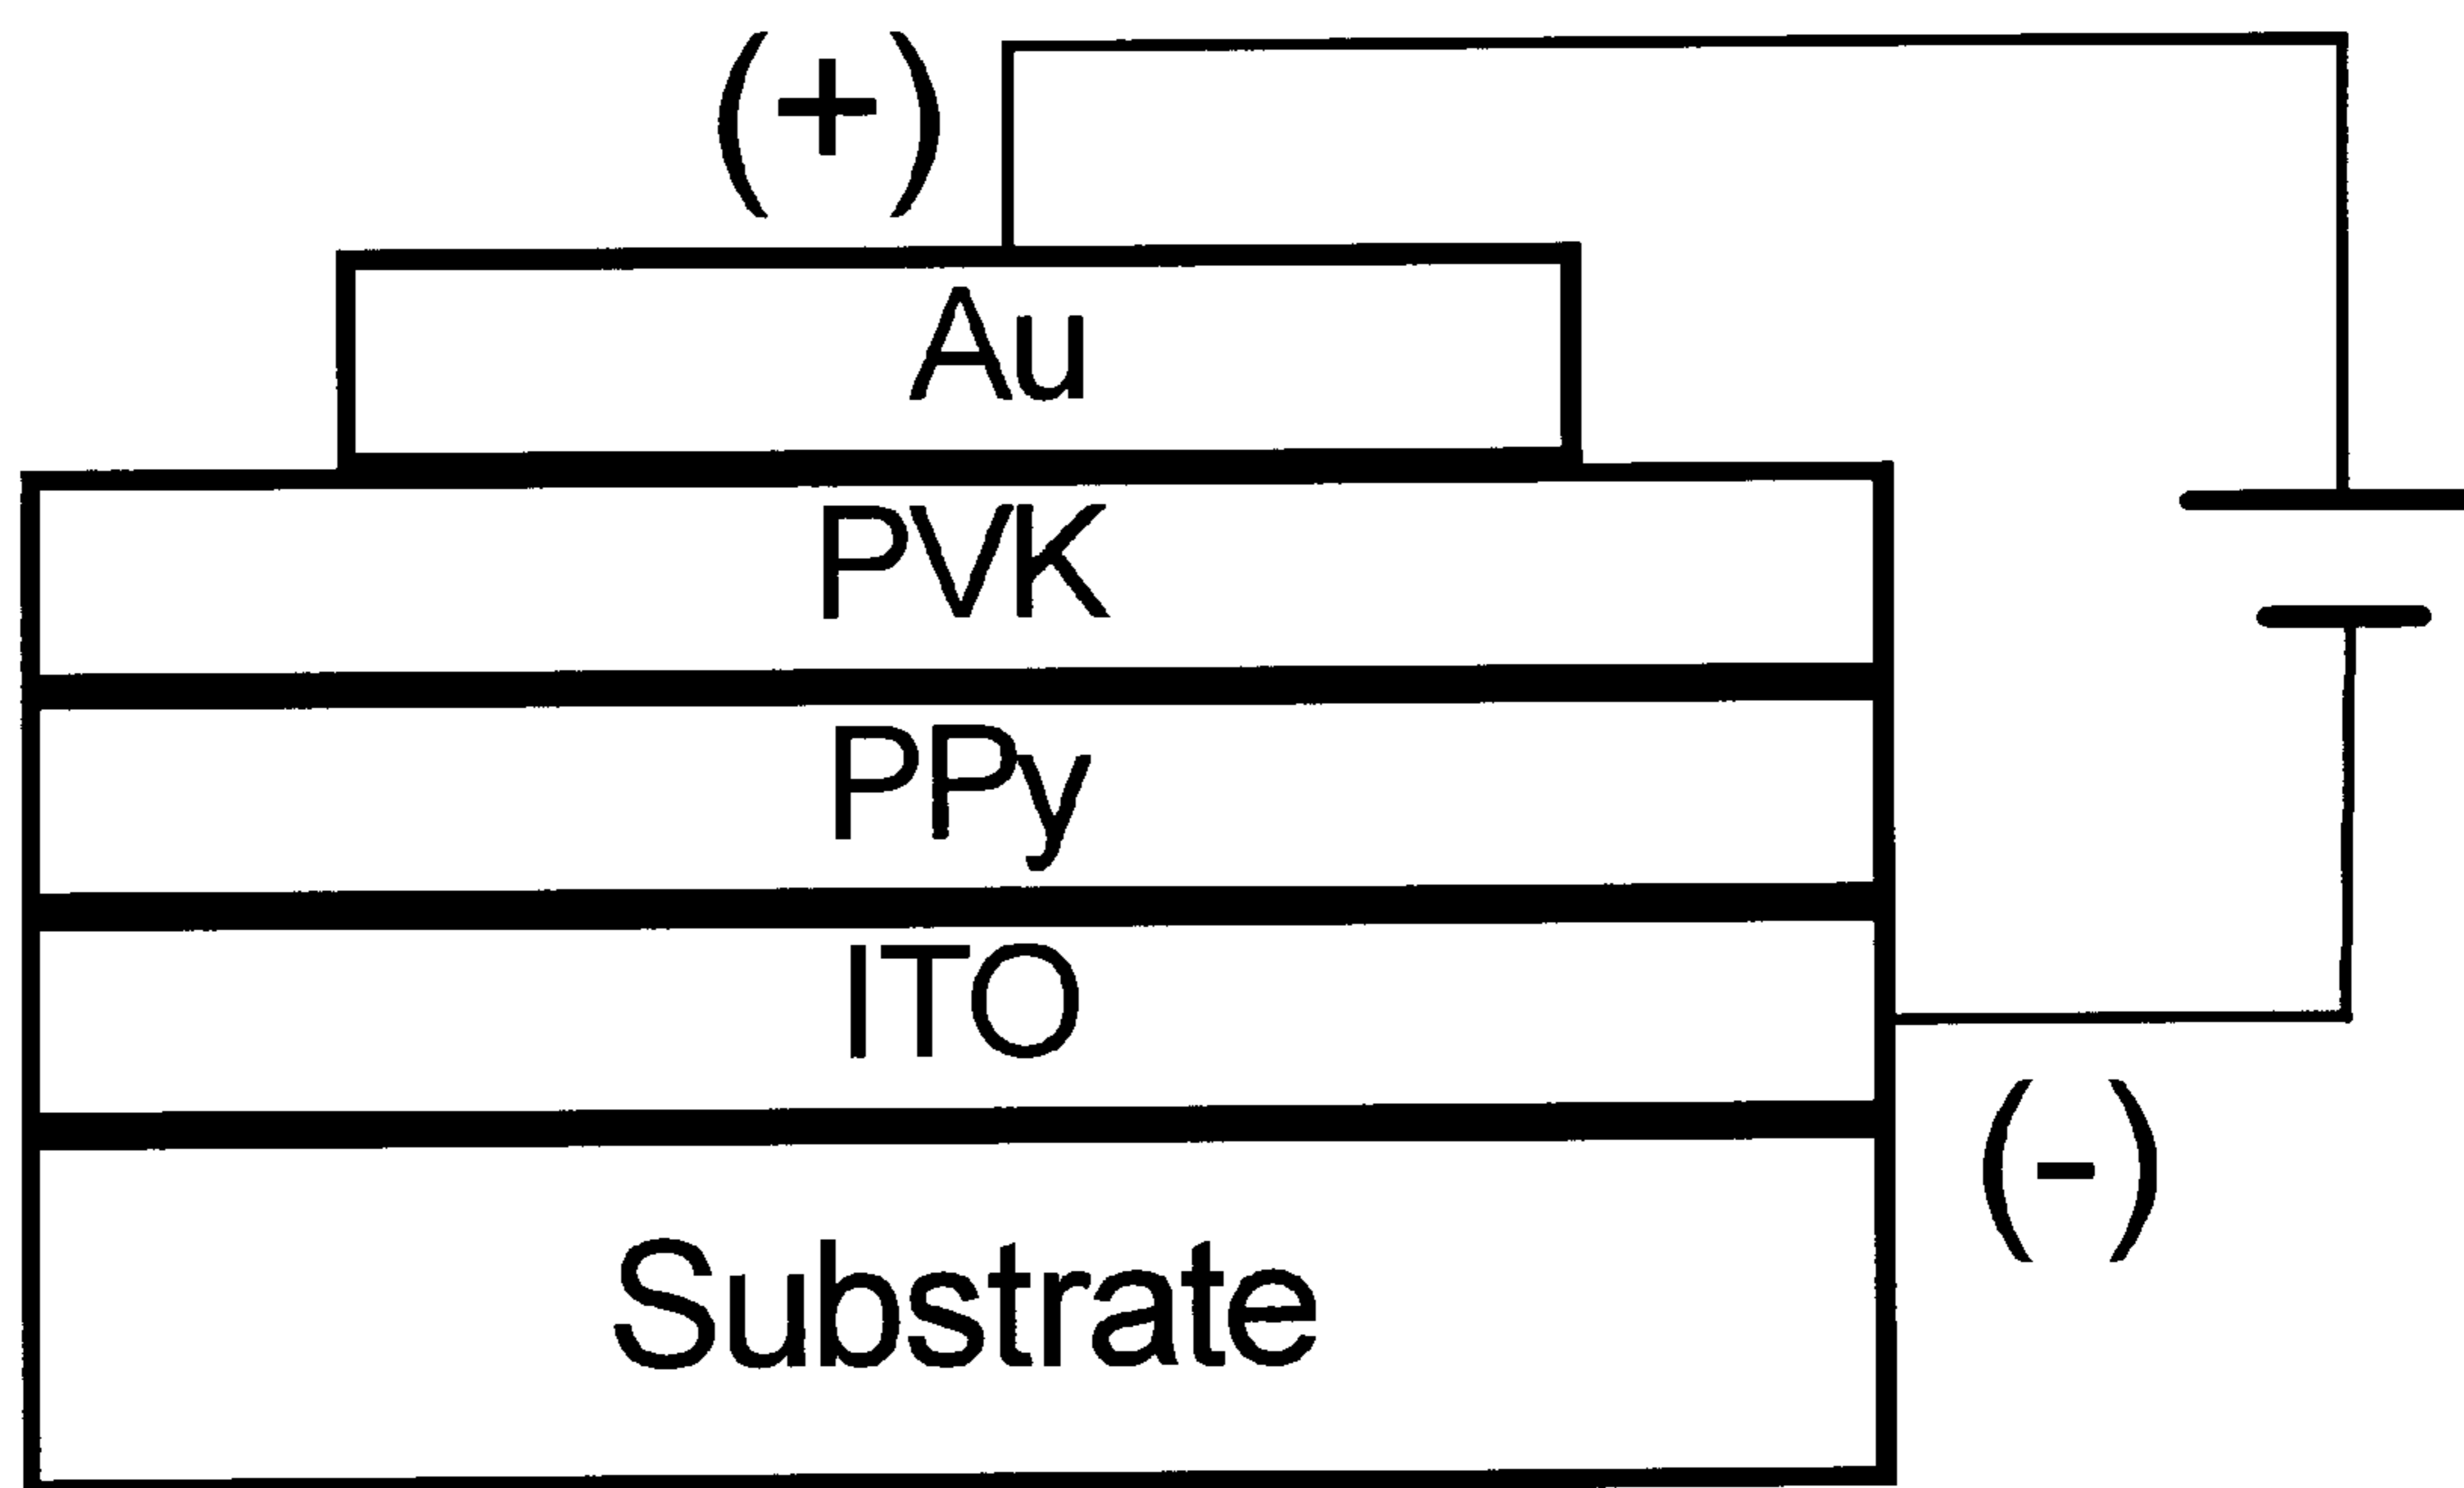 (+)
Au
PVK
PPy
ITO
(-)
Substrate